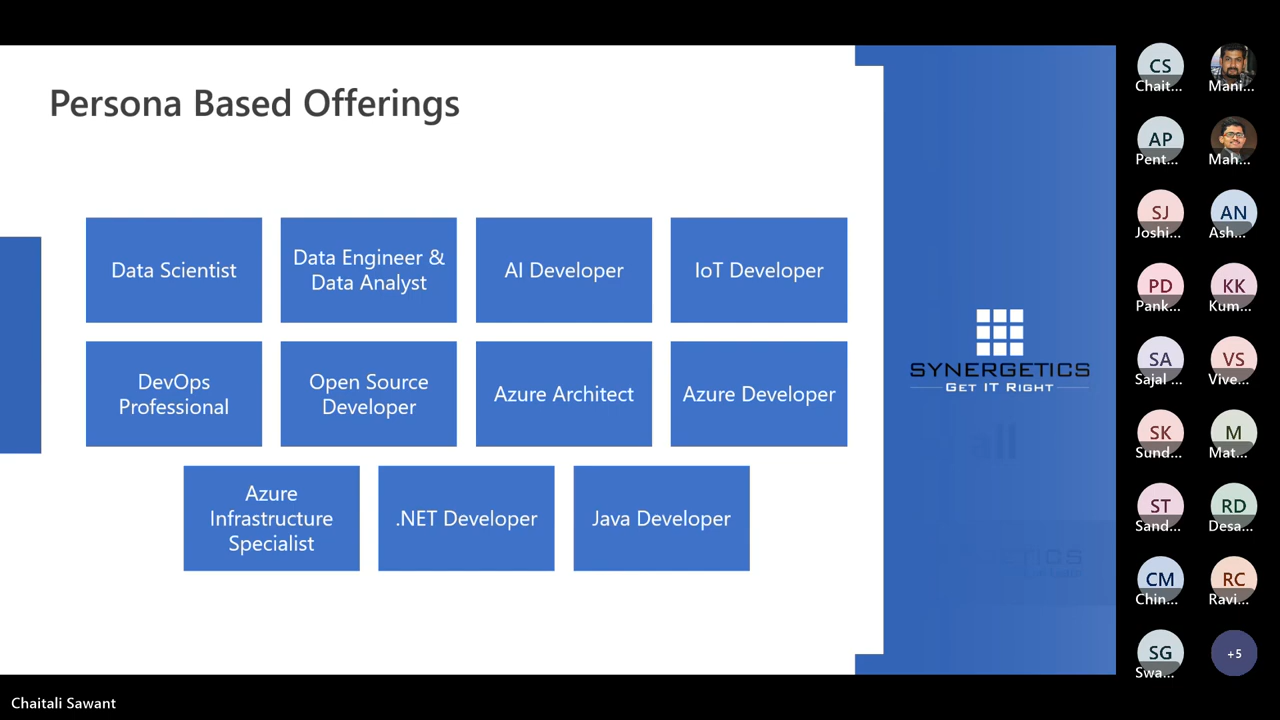 Persona Based Offerings
Data Scientist
Data Engineer &
Data Analyst
AI Developer
IoT Developer
DevOps
Professional
Open Source
Developer
Azure Architect
Azure Developer
Azure
Infrastructure
Specialist
.NET Developer
Java Developer
SYNERGETICS
GET IT RIGHT
CS
Chait...
Mani...
AP
Pent...
Mah...
SJ
Joshi...
AN
Ash...
PD
Pank...
KK
Kum...
SA
Sajal ...
VS
Vive...
SK
Sund...
M
Mat...
ST
Sand...
RD
Desa...
CM
Chin...
RC
Ravi...
SG
Swa...
+5
Chaitali Sawant